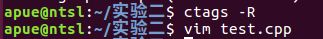 apue@ntsl:~/实验二$ ctags -R
apue@ntsl:~/实验二$ vim test.cpp